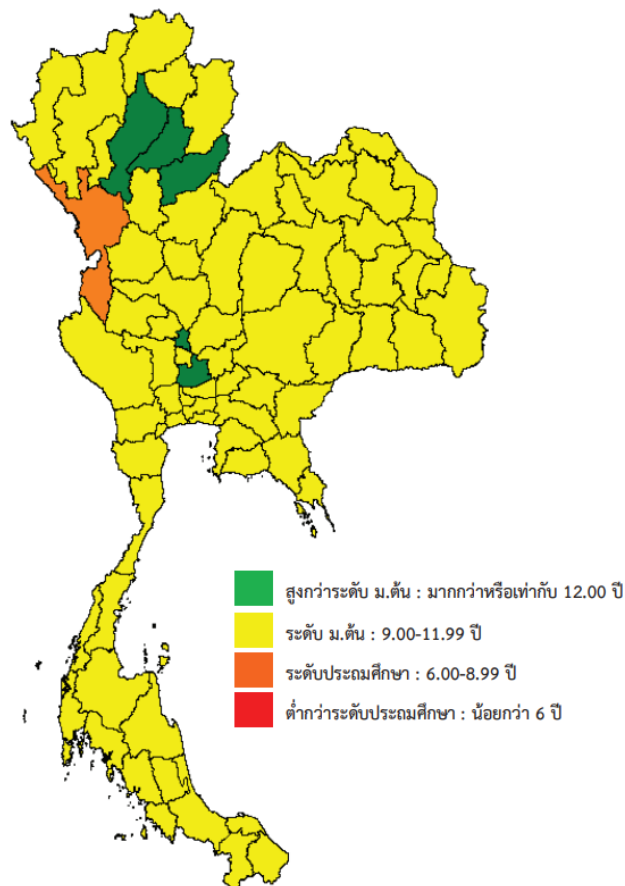 สูงกว่าระดับ ม.ต้น : มากกว่าหรือเท่ากับ 12.00 ปี
ระดับ ม.ต้น : 9.00-11.99 ปี
ระดับประถมศึกษา : 6.00-8.99 ปี
ต่ำกว่าระดับประถมศึกษา : น้อยกว่า 6 ปี